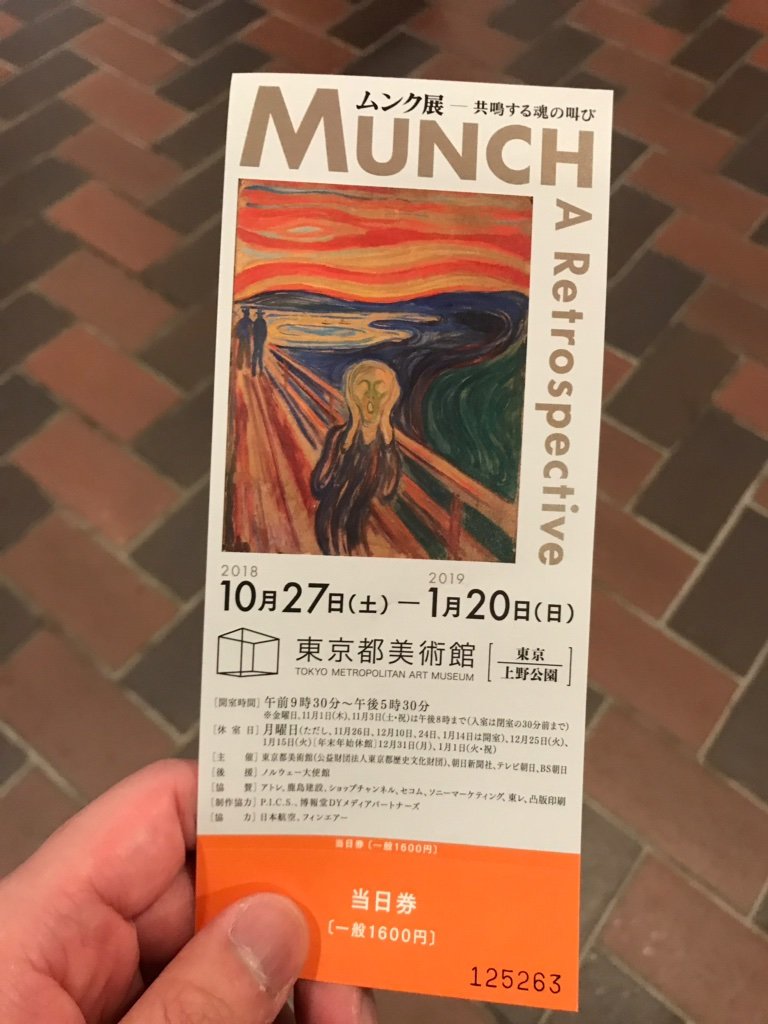 ムンク展 — 共鳴する魂の叫び
MUNCH
A Retrospective
2018 2019
10月27日(土)—1月20日(日)
東京都美術館 [東京 上野公園]
TOKYO METROPOLITAN ART MUSEUM
[開室時間] 午前9時30分〜午後5時30分
※金曜日、11月1日(木)、11月3日(土・祝)は午後8時まで(入室は閉室の30分前まで)
[休室日] 月曜日(ただし、11月26日、12月10日、24日、1月14日は開室)、12月25日(火)、
1月15日(火)[年末年始休館]12月31日(月)、1月1日(火・祝)
[主催] 東京都美術館(公益財団法人東京都歴史文化財団)、朝日新聞社、テレビ朝日、BS朝日
[後援] ノルウェー大使館
[協賛] アトレ、鹿島建設、ショップチャンネル、セコム、ソニーマーケティング、東レ、凸版印刷
[制作協力] P.I.C.S.、博報堂DYメディアパートナーズ
[協力] 日本航空、フィンエアー
当日券〔一般1600円〕
当日券
〔一般1600円〕
125263